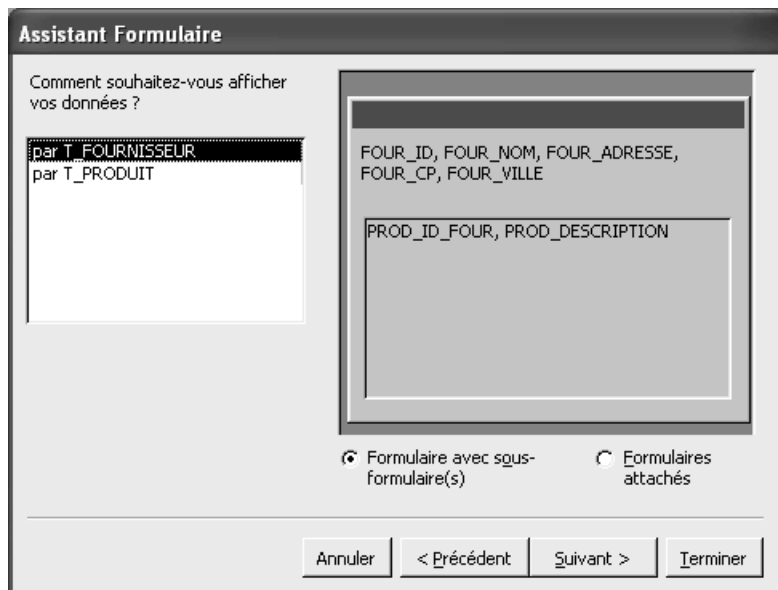 Assistant Formulaire
Comment souhaitez-vous afficher
vos données ?
par T_FOURNISSEUR
par T_PRODUIT
FOUR_ID, FOUR_NOM, FOUR_ADRESSE,
FOUR_CP, FOUR_VILLE
PROD_ID_FOUR, PROD_DESCRIPTION
Formulaire avec sous-
formulaire(s)
Formulaires
attachés
Annuler
< Précédent
Suivant >
Terminer